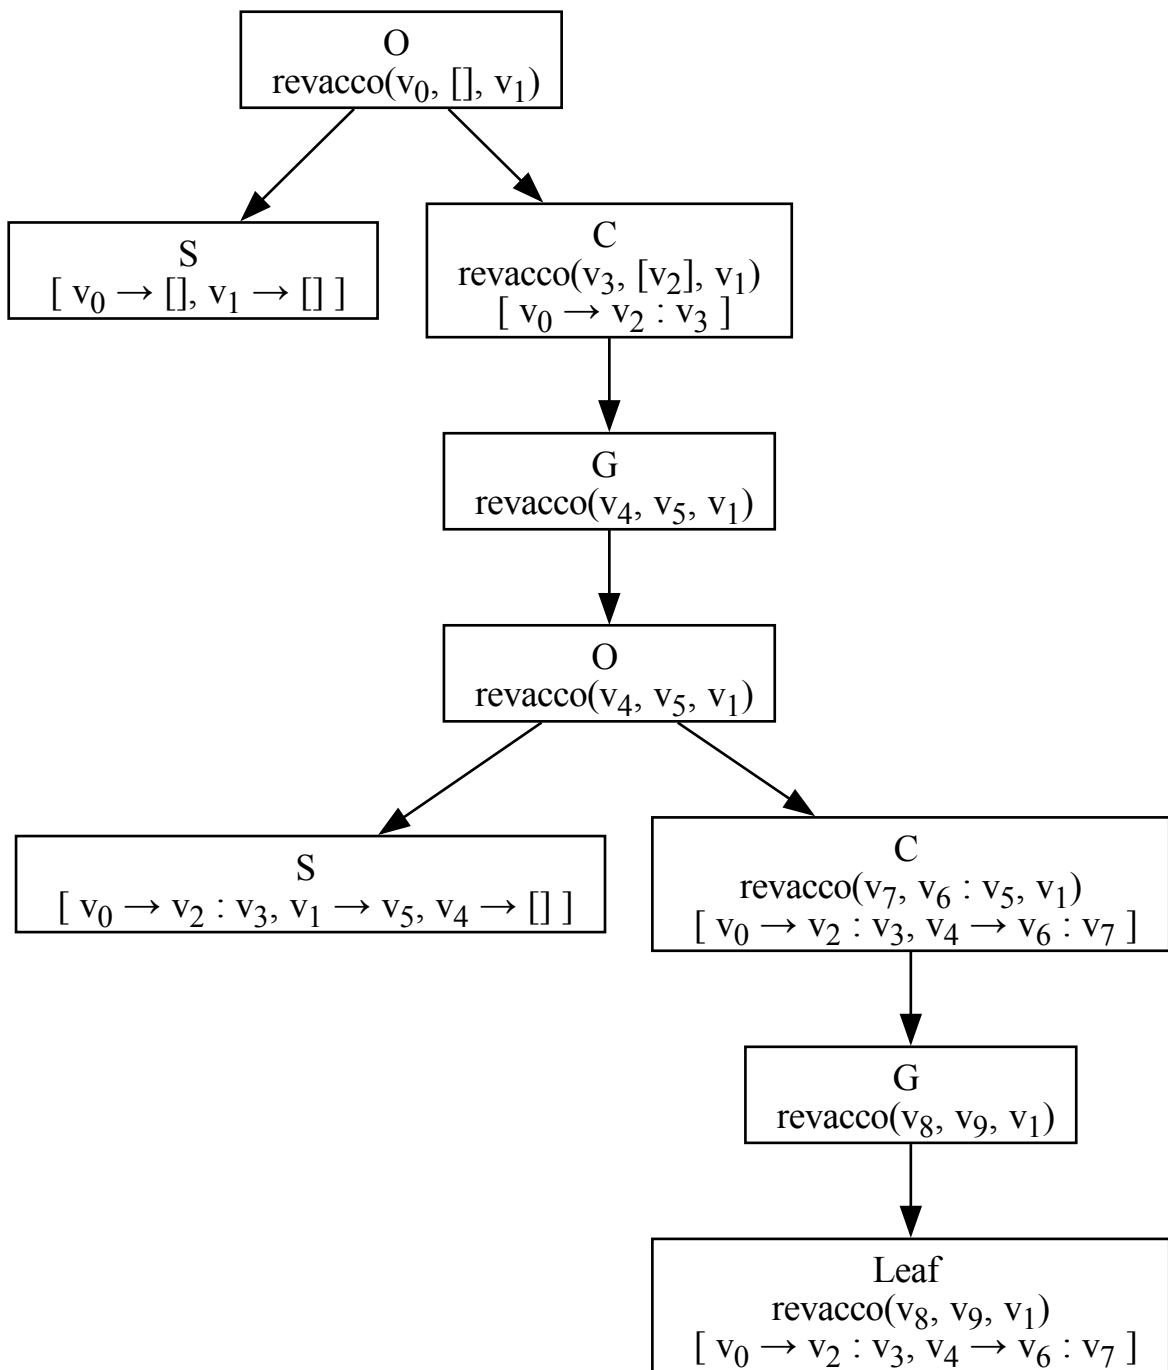 O
revacco(v₀, [], v₁)
S
[ v₀ → [], v₁ → [] ]
C
revacco(v₃, [v₂], v₁)
[ v₀ → v₂ : v₃ ]
G
revacco(v₄, v₅, v₁)
O
revacco(v₄, v₅, v₁)
S
[ v₀ → v₂ : v₃, v₁ → v₅, v₄ → [] ]
C
revacco(v₇, v₆ : v₅, v₁)
[ v₀ → v₂ : v₃, v₄ → v₆ : v₇ ]
G
revacco(v₈, v₉, v₁)
Leaf
revacco(v₈, v₉, v₁)
[ v₀ → v₂ : v₃, v₄ → v₆ : v₇ ]